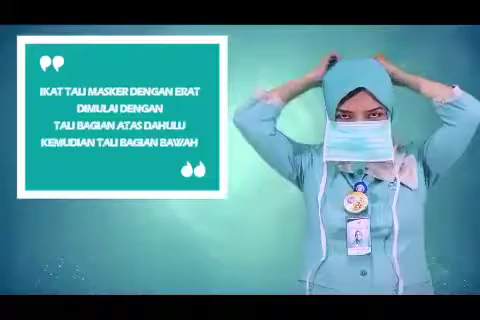 IKAT TALI MASKER DENGAN ERAT
DIMULAI DENGAN
TALI BAGIAN ATAS DAHULU
KEMUDIAN TALI BAGIAN BAWAH